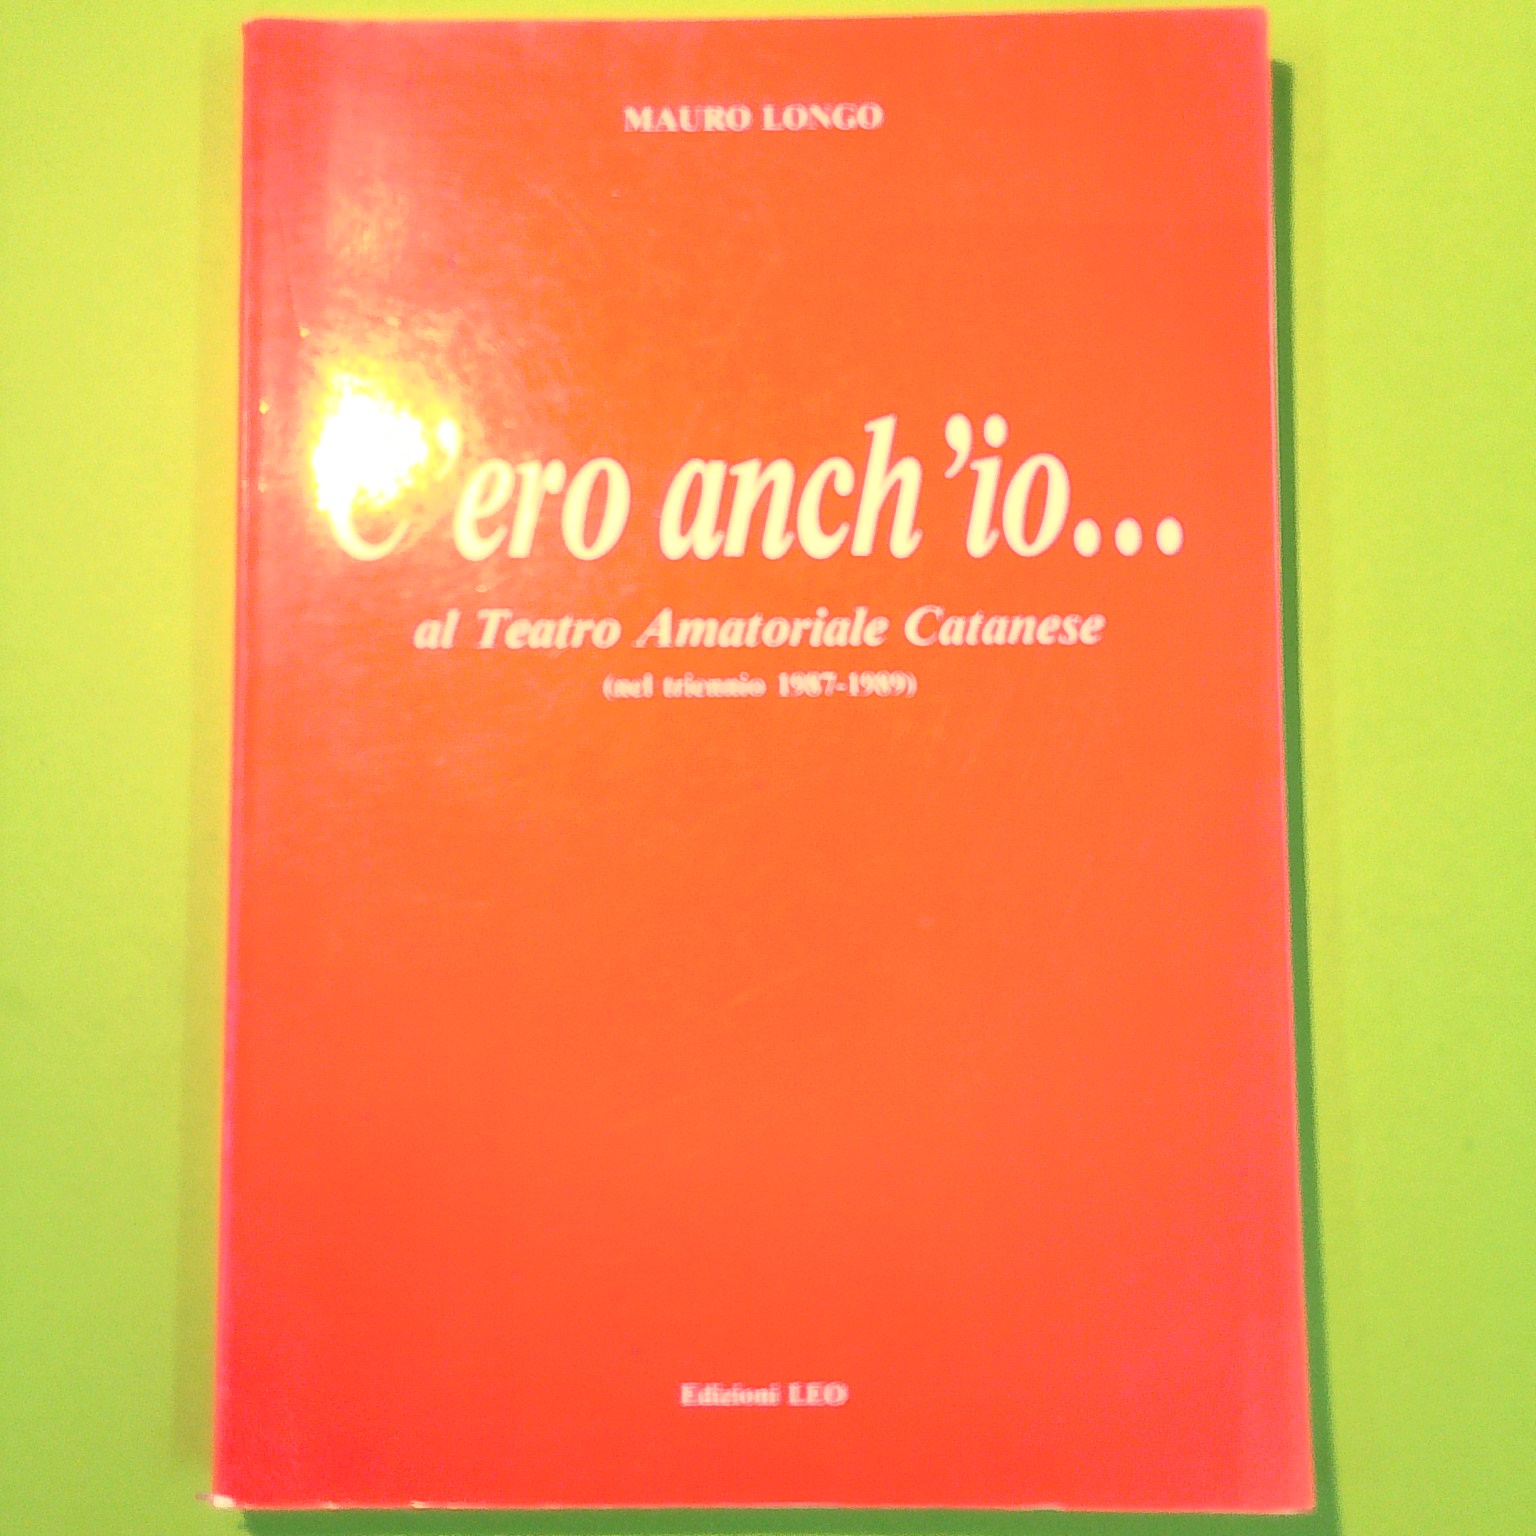 MAURO LONGO
C'ero anch'io...
al Teatro Amatoriale Catanese
(nel triennio 1987-1989)
Edizioni LEO